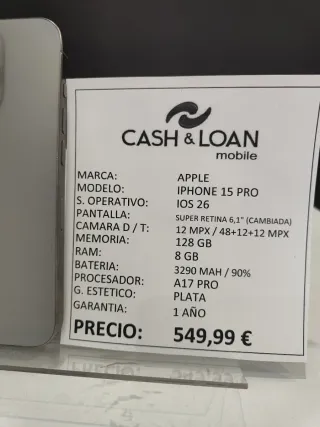 CASH & LOAN
mobile
MARCA: APPLE
MODELO: IPHONE 15 PRO
S. OPERATIVO: IOS 26
PANTALLA: SUPER RETINA 6,1" (CAMBIADA)
CAMARA D / T: 12 MPX / 48+12+12 MPX
MEMORIA: 128 GB
RAM: 8 GB
BATERIA: 3290 MAH / 90%
PROCESADOR: A17 PRO
G. ESTETICO: PLATA
GARANTIA: 1 AÑO
PRECIO: 549,99 €